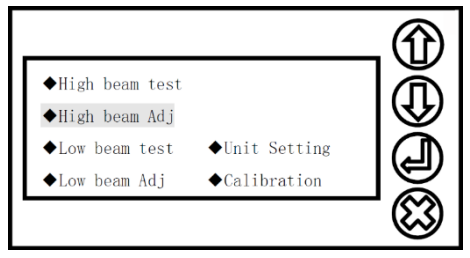 ◆High beam test
◆High beam Adj
◆Low beam test ◆Unit Setting
◆Low beam Adj ◆Calibration